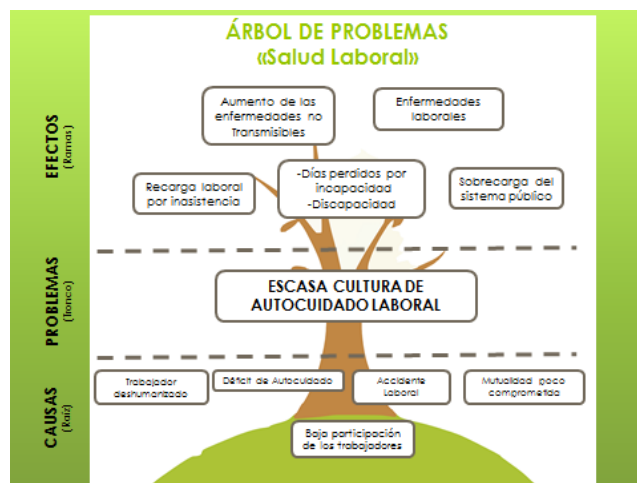 ÁRBOL DE PROBLEMAS
«Salud Laboral»
EFECTOS
(Ramas)
Aumento de las
enfermedades no
Transmisibles
Enfermedades
laborales
Recarga laboral
por inasistencia
-Días perdidos por
incapacidad
-Discapacidad
Sobrecarga del
sistema público
PROBLEMAS
(Tronco)
ESCASA CULTURA DE
AUTOCUIDADO LABORAL
CAUSAS
(Raíz)
Trabajador
deshumanizado
Déficit de Autocuidado
Accidente
Laboral
Mutualidad poco
comprometida
Baja participación
de los trabajadores